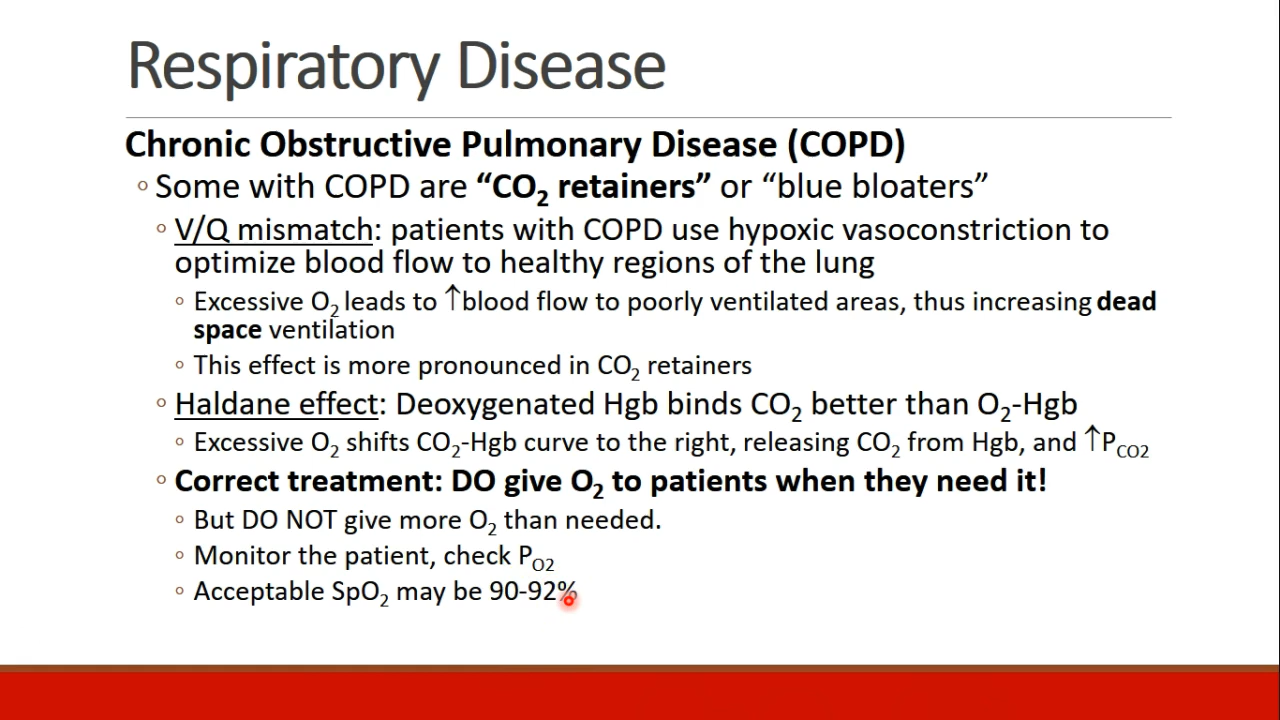 Respiratory Disease
Chronic Obstructive Pulmonary Disease (COPD)
◦ Some with COPD are “CO₂ retainers” or “blue bloaters”
◦ V/Q mismatch: patients with COPD use hypoxic vasoconstriction to
optimize blood flow to healthy regions of the lung
◦ Excessive O₂ leads to ↑blood flow to poorly ventilated areas, thus increasing dead
space ventilation
◦ This effect is more pronounced in CO₂ retainers
◦ Haldane effect: Deoxygenated Hgb binds CO₂ better than O₂-Hgb
◦ Excessive O₂ shifts CO₂-Hgb curve to the right, releasing CO₂ from Hgb, and ↑PCO2
◦ Correct treatment: DO give O₂ to patients when they need it!
◦ But DO NOT give more O₂ than needed.
◦ Monitor the patient, check PO2
◦ Acceptable SpO₂ may be 90-92%